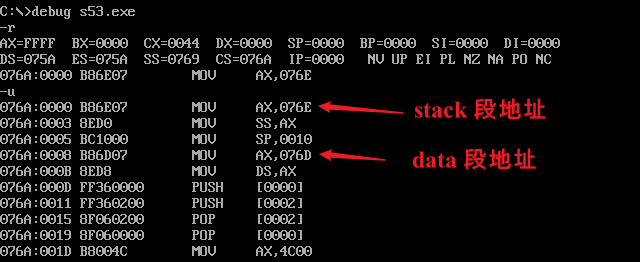 C:\>debug s53.exe
-r
AX=FFFF BX=0000 CX=0044 DX=0000 SP=0000 BP=0000 SI=0000 DI=0000
DS=075A ES=075A SS=0769 CS=076A IP=0000 NV UP EI PL NZ NA PO NC
076A:0000 B86E07 MOV AX,076E
-u
076A:0000 B86E07 MOV AX,076E stack 段地址
076A:0003 8ED0 MOV SS,AX
076A:0005 BC1000 MOV SP,0010
076A:0008 B86D07 MOV AX,076D data 段地址
076A:000B 8ED8 MOV DS,AX
076A:000D FF360000 PUSH [0000]
076A:0011 FF360200 PUSH [0002]
076A:0015 8F060200 POP [0002]
076A:0019 8F060000 POP [0000]
076A:001D B8004C MOV AX,4C00